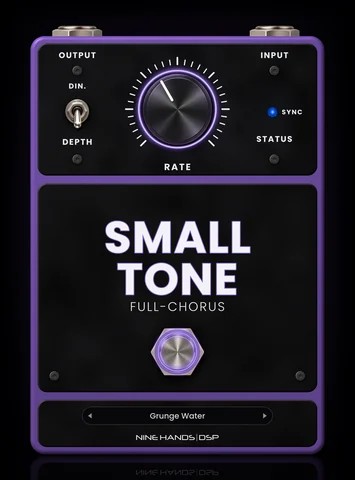 OUTPUT
INPUT
DIN.
SYNC
DEPTH
STATUS
RATE
SMALL
TONE
FULL-CHORUS
Grunge Water
NINE HANDS|DSP